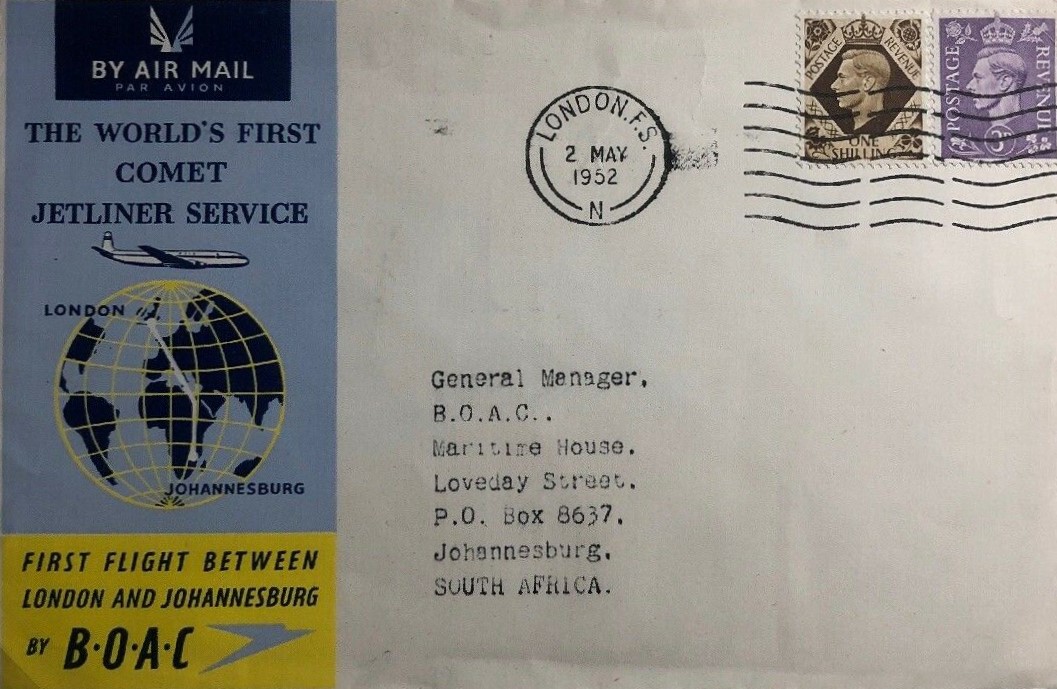 BY AIR MAIL
PAR AVION
THE WORLD'S FIRST
COMET
JETLINER SERVICE
LONDON
JOHANNESBURG
FIRST FLIGHT BETWEEN
LONDON AND JOHANNESBURG
BY B·O·A·C
LONDON.F.S.
2 MAY
1952
N
POSTAGE REVENUE
ONE
SHILLING
POSTAGE REVENUE
3D
General Manager,
B.O.A.C..
Maritime House.
Loveday Street.
P.O. Box 8637,
Johannesburg,
SOUTH AFRICA.